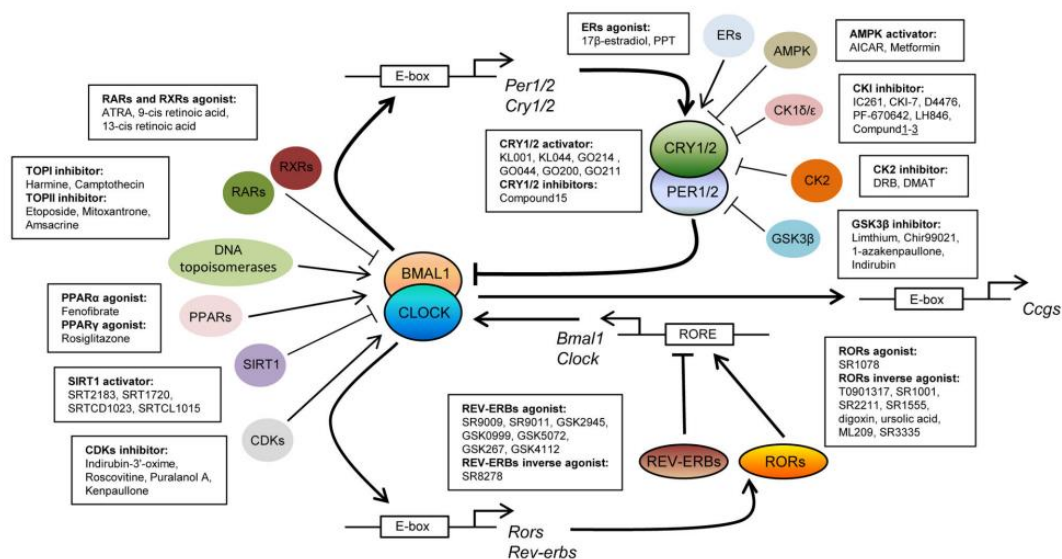 ERs agonist:
17β-estradiol, PPT
ERs
AMPK
AMPK activator:
AICAR, Metformin
E-box
Per1/2
Cry1/2
RARs and RXRs agonist:
ATRA, 9-cis retinoic acid,
13-cis retinoic acid
CK1δ/ε
CKI inhibitor:
IC261, CKI-7, D4476,
PF-670642, LH846,
Compund1-3
CRY1/2 activator:
KL001, KL044, GO214 ,
GO044, GO200, GO211
CRY1/2 inhibitors:
Compound15
CRY1/2
PER1/2
RXRs
RARs
TOPI inhibitor:
Harmine, Camptothecin
TOPII inhibitor:
Etoposide, Mitoxantrone,
Amsacrine
CK2
CK2 inhibitor:
DRB, DMAT
GSK3β
GSK3β inhibitor:
Limthium, Chir99021,
1-azakenpaullone,
Indirubin
DNA
topoisomerases
BMAL1
CLOCK
E-box
Ccgs
PPARα agonist:
Fenofibrate
PPARγ agonist:
Rosiglitazone
PPARs
Bmal1
Clock
RORE
SIRT1
SIRT1 activator:
SRT2183, SRT1720,
SRTCD1023, SRTCL1015
RORs agonist:
SR1078
RORs inverse agonist:
T0901317, SR1001,
SR2211, SR1555,
digoxin, ursolic acid,
ML209, SR3335
CDKs
CDKs inhibitor:
Indirubin-3'-oxime,
Roscovitine, Puralanol A,
Kenpaullone
REV-ERBs agonist:
SR9009, SR9011, GSK2945,
GSK0999, GSK5072,
GSK267, GSK4112
REV-ERBs inverse agonist:
SR8278
REV-ERBs
RORs
E-box
Rors
Rev-erbs